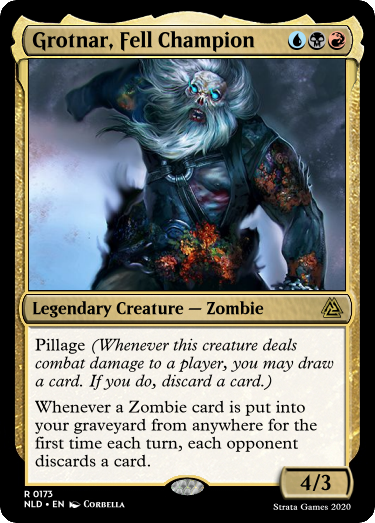 Grotnar, Fell Champion
Legendary Creature — Zombie
Pillage (Whenever this creature deals
combat damage to a player, you may draw
a card. If you do, discard a card.)
Whenever a Zombie card is put into
your graveyard from anywhere for the
first time each turn, each opponent
discards a card.
4/3
R 0173
NLD • EN Corbella
Strata Games 2020